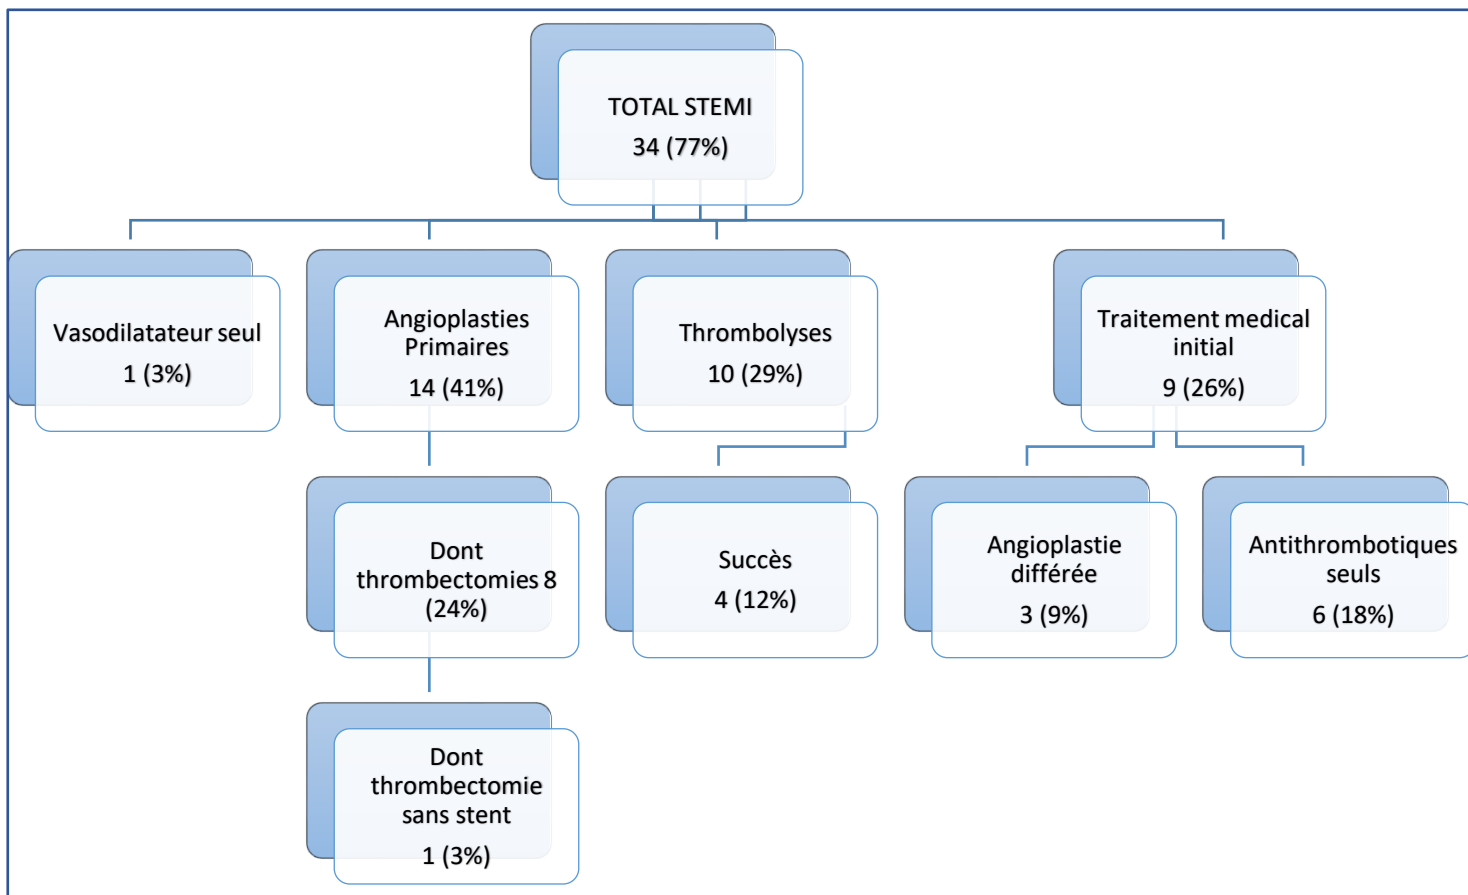 TOTAL STEMI
34 (77%)
Vasodilatateur seul
1 (3%)
Angioplasties
Primaires
14 (41%)
Thrombolyses
10 (29%)
Traitement medical
initial
9 (26%)
Dont
thrombectomies 8
(24%)
Succès
4 (12%)
Angioplastie
différée
3 (9%)
Antithrombotiques
seuls
6 (18%)
Dont
thrombectomie
sans stent
1 (3%)